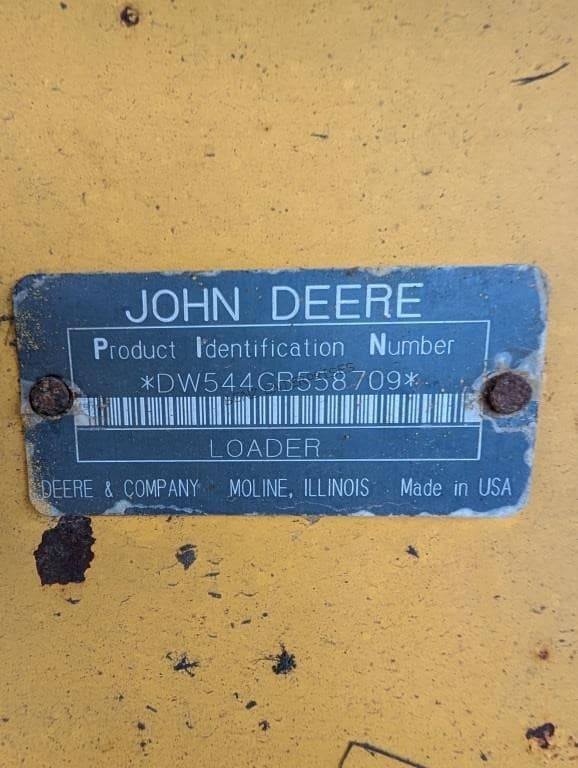 JOHN DEERE
Product Identification Number
*DW544GB558709*
LOADER
DEERE & COMPANY MOLINE, ILLINOIS Made in USA